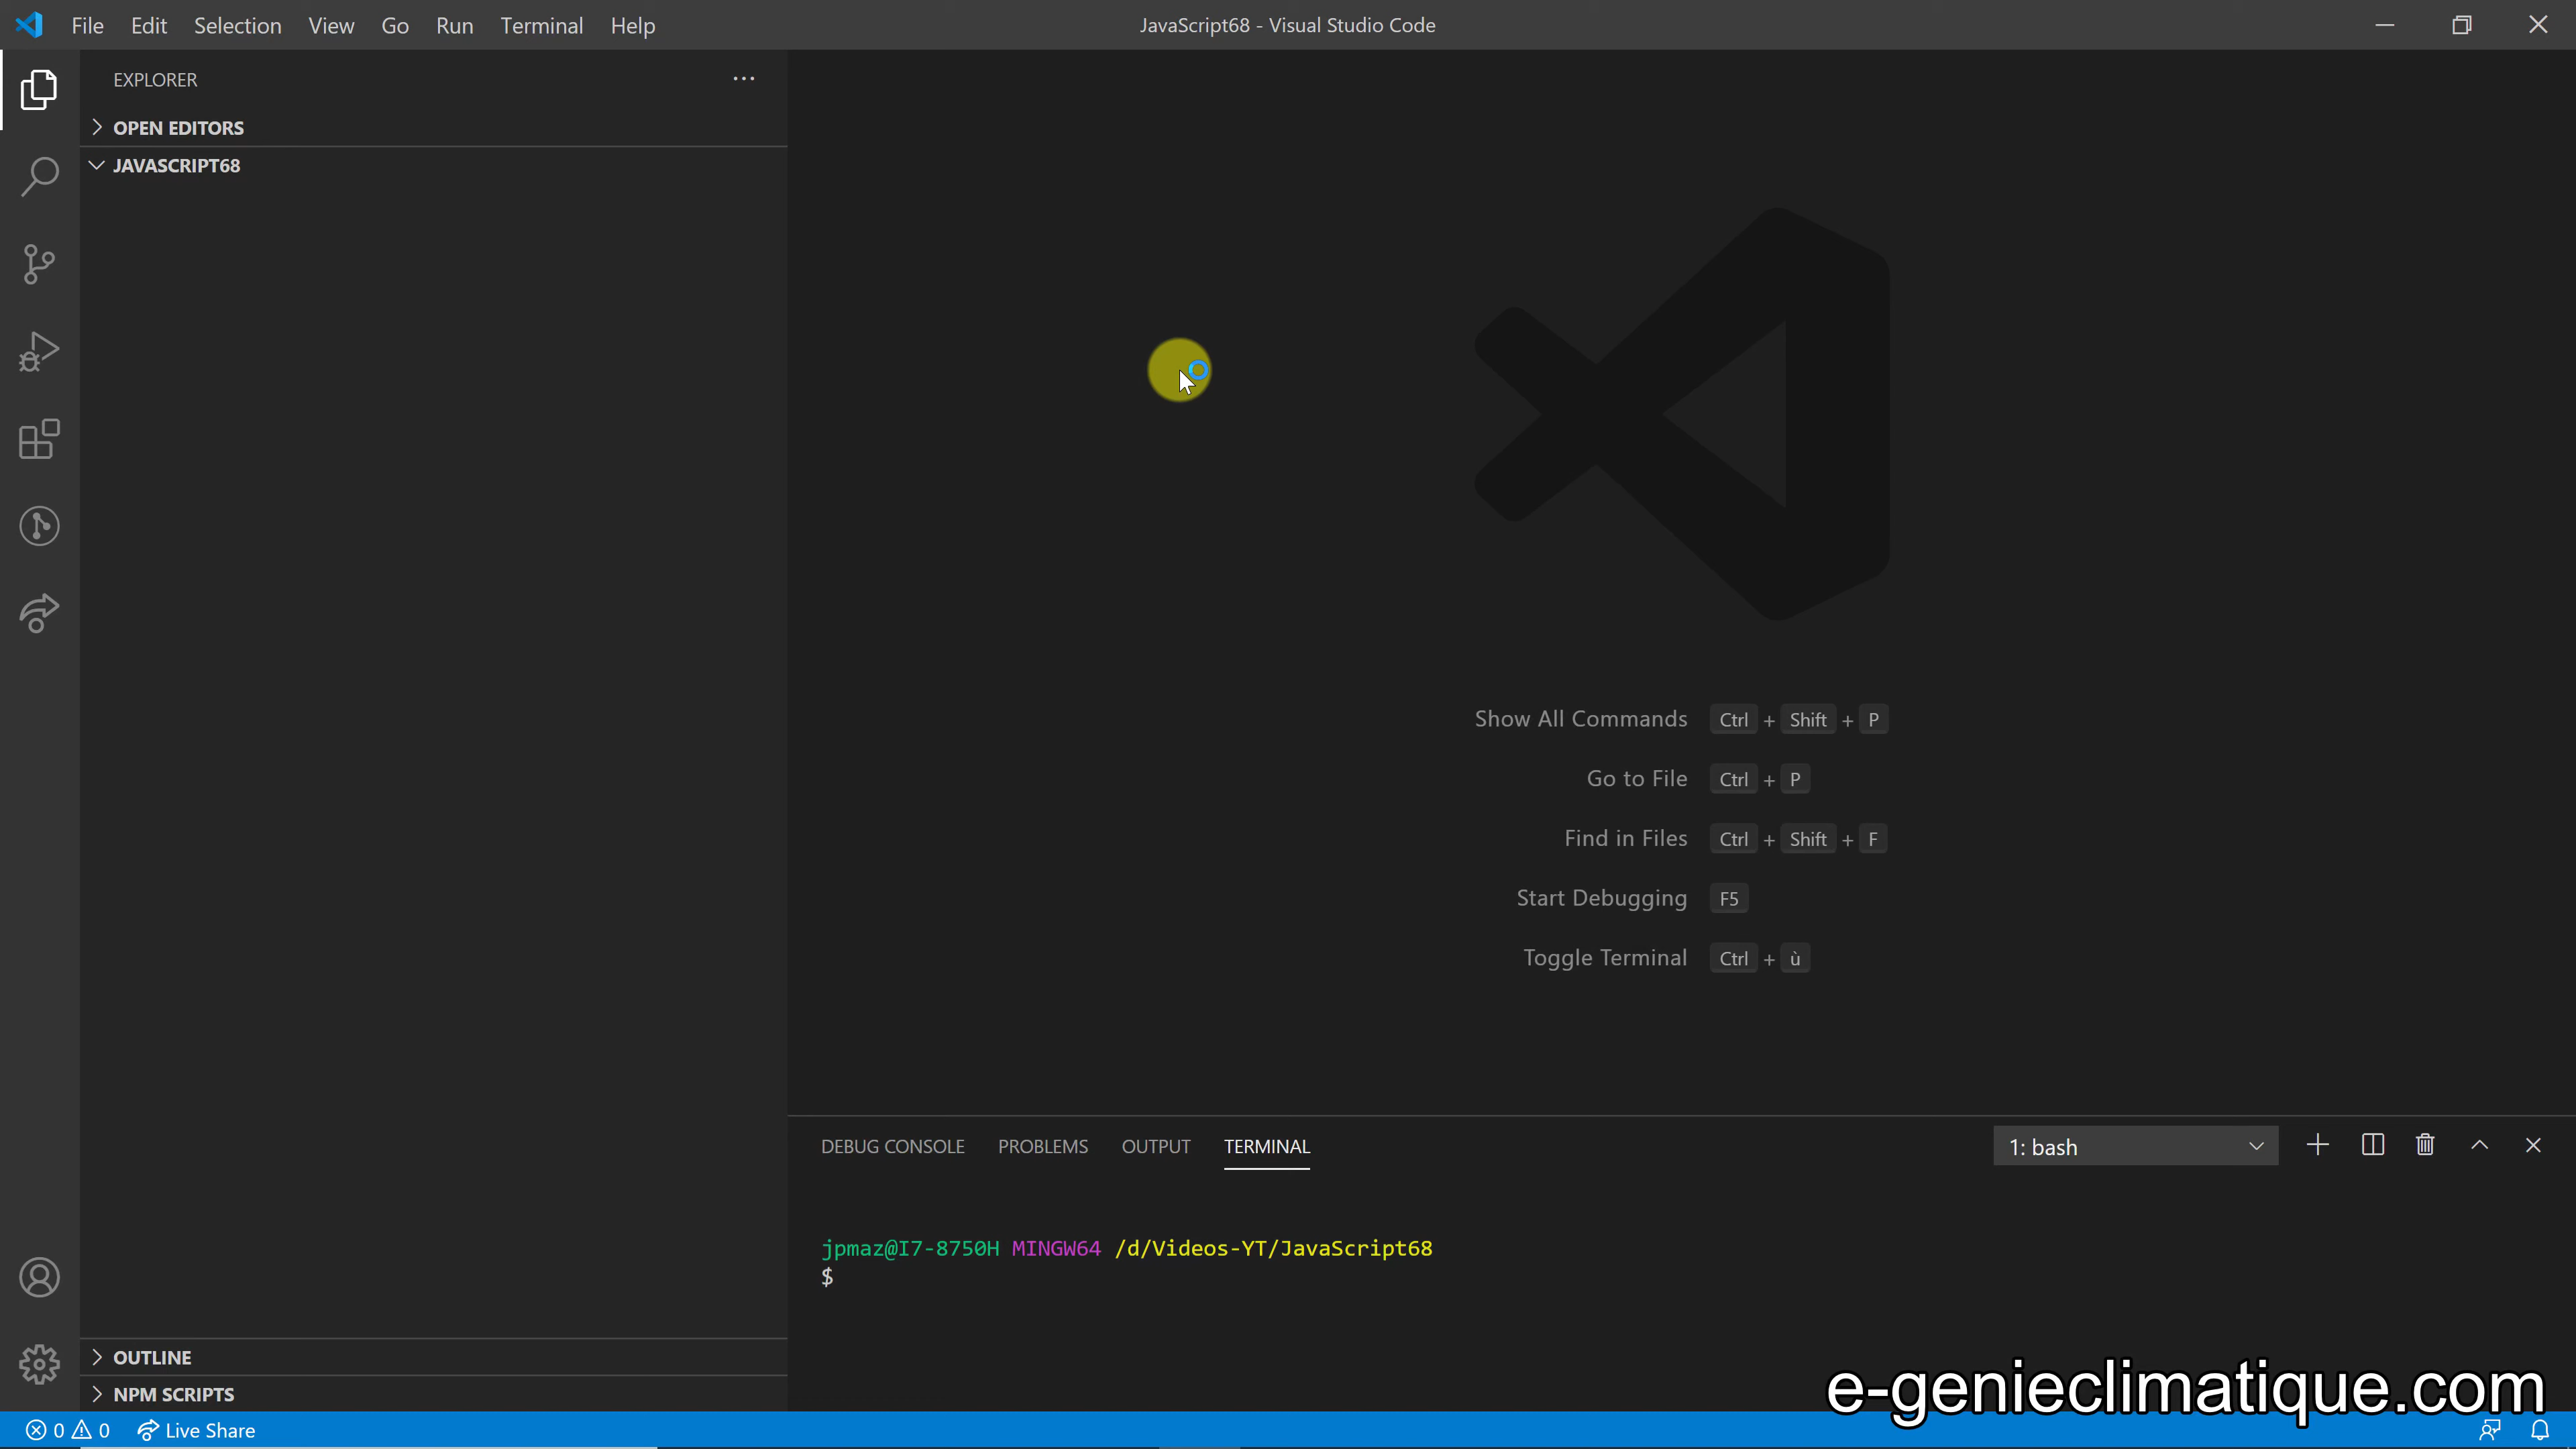 File Edit Selection View Go Run Terminal Help
JavaScript68 - Visual Studio Code
EXPLORER
OPEN EDITORS
JAVASCRIPT68
Show All Commands Ctrl + Shift + P
Go to File Ctrl + P
Find in Files Ctrl + Shift + F
Start Debugging F5
Toggle Terminal Ctrl + ù
DEBUG CONSOLE PROBLEMS OUTPUT TERMINAL
1: bash
jpmaz@I7-8750H MINGW64 /d/Videos-YT/JavaScript68
$
OUTLINE
NPM SCRIPTS
e-genieclimatique.com
0 0 Live Share